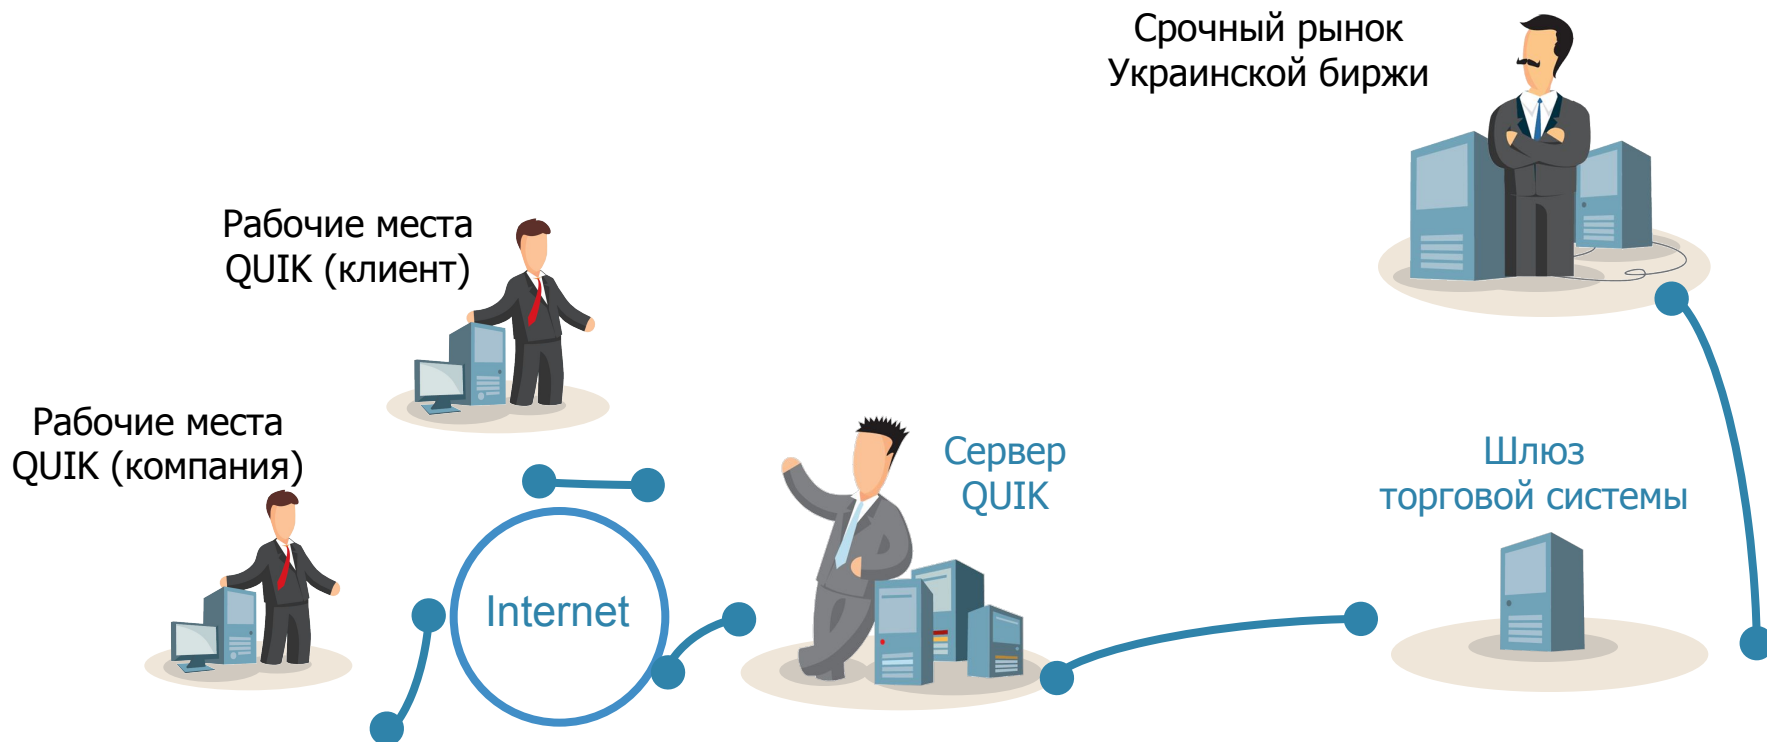 Срочный рынок
Украинской биржи
Рабочие места
QUIK (клиент)
Рабочие места
QUIK (компания)
Internet
Сервер
QUIK
Шлюз
торговой системы